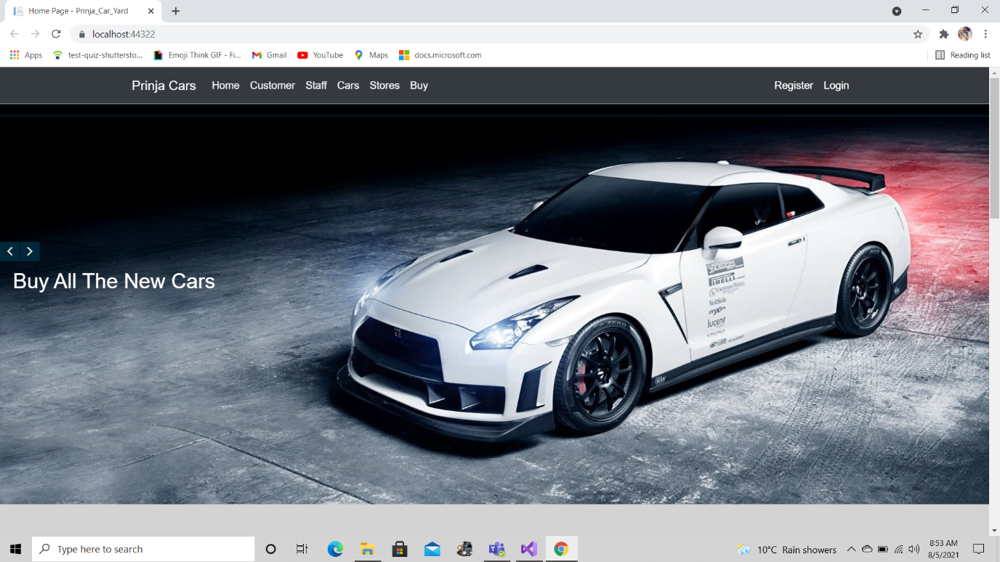 Home Page - Prinja_Car_Yard
localhost:44322
Apps
test-quiz-shuttersto...
Emoji Think GIF - Fi...
Gmail
YouTube
Maps
docs.microsoft.com
Reading list
Prinja Cars
Home
Customer
Staff
Cars
Stores
Buy
Register
Login
Buy All The New Cars
PIRELLI
VeilSide
lucent
Type here to search
10°C Rain showers
8:53 AM
8/5/2021